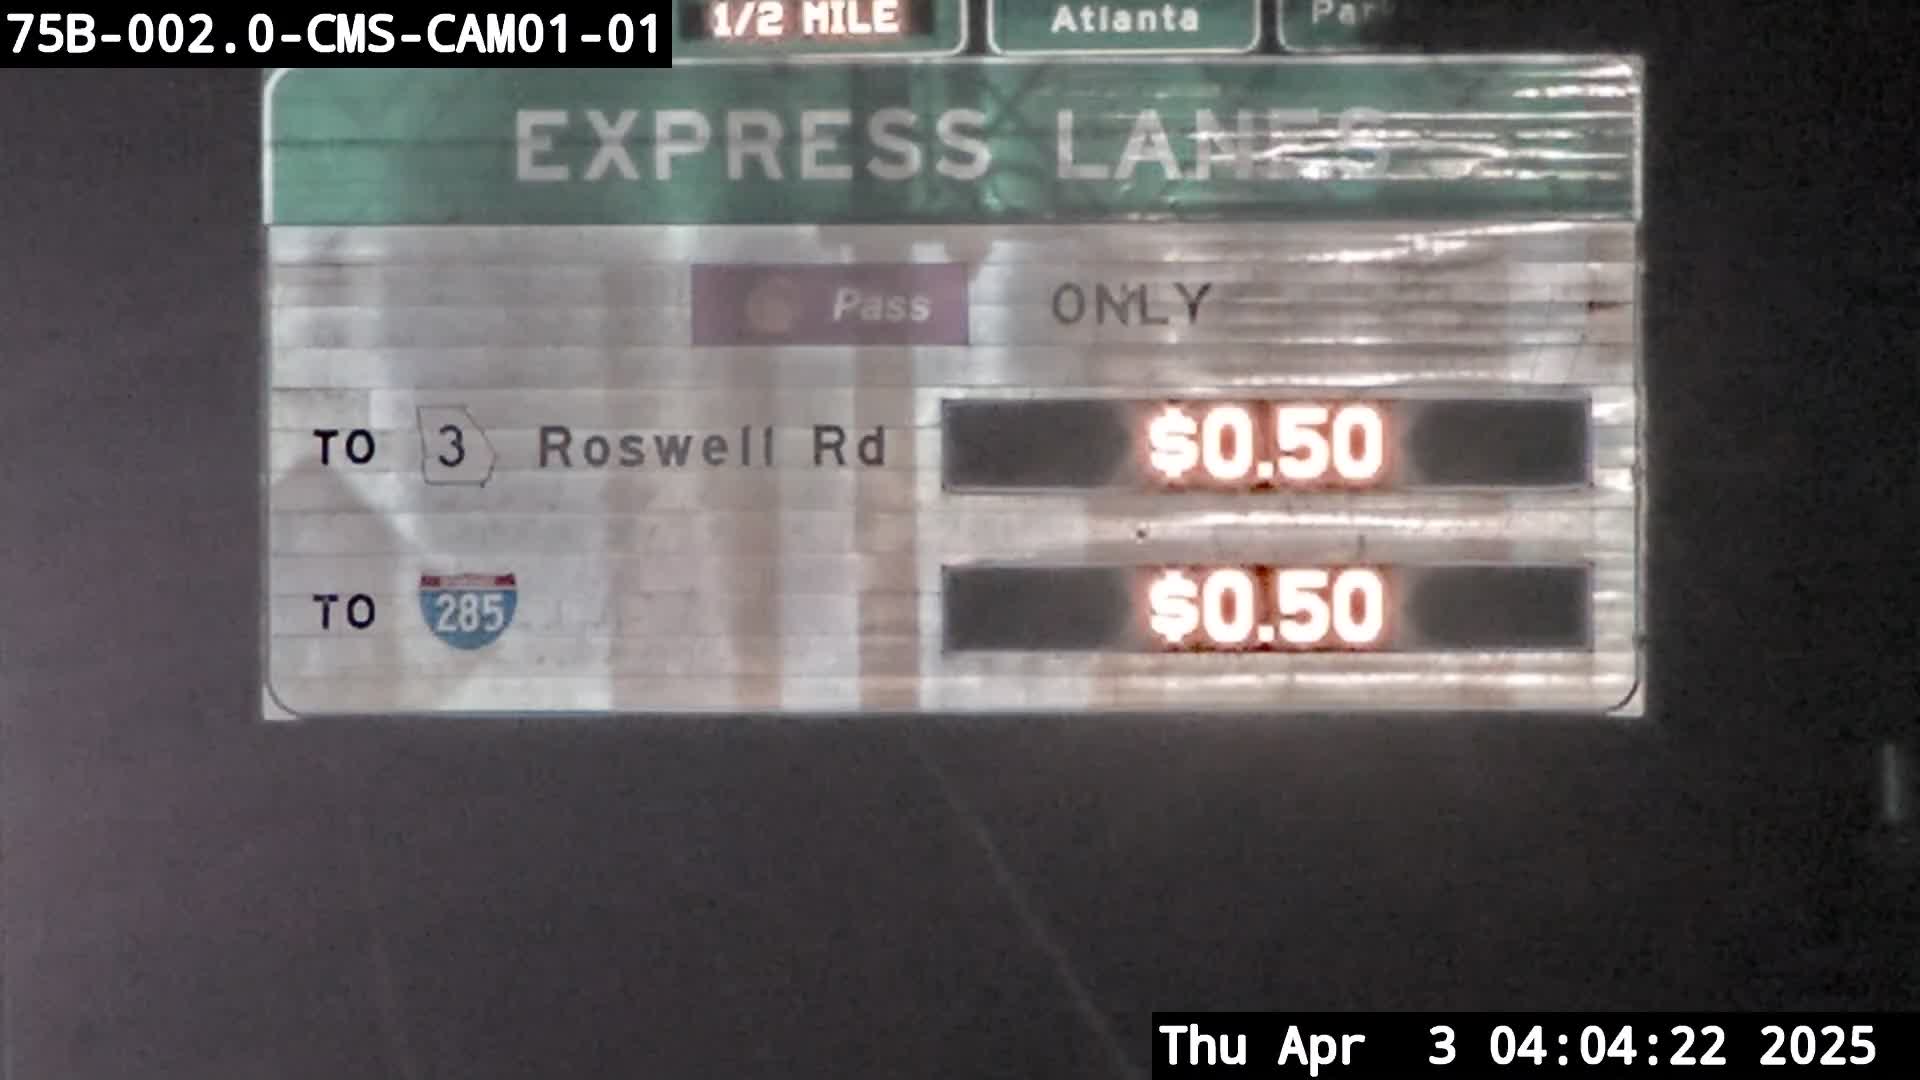 75B-002.0-CMS-CAM01-01
1/2 MILE
Atlanta
EXPRESS LANES
Pass ONLY
TO 3 Roswell Rd $0.50
TO 285 $0.50
Thu Apr 3 04:04:22 2025